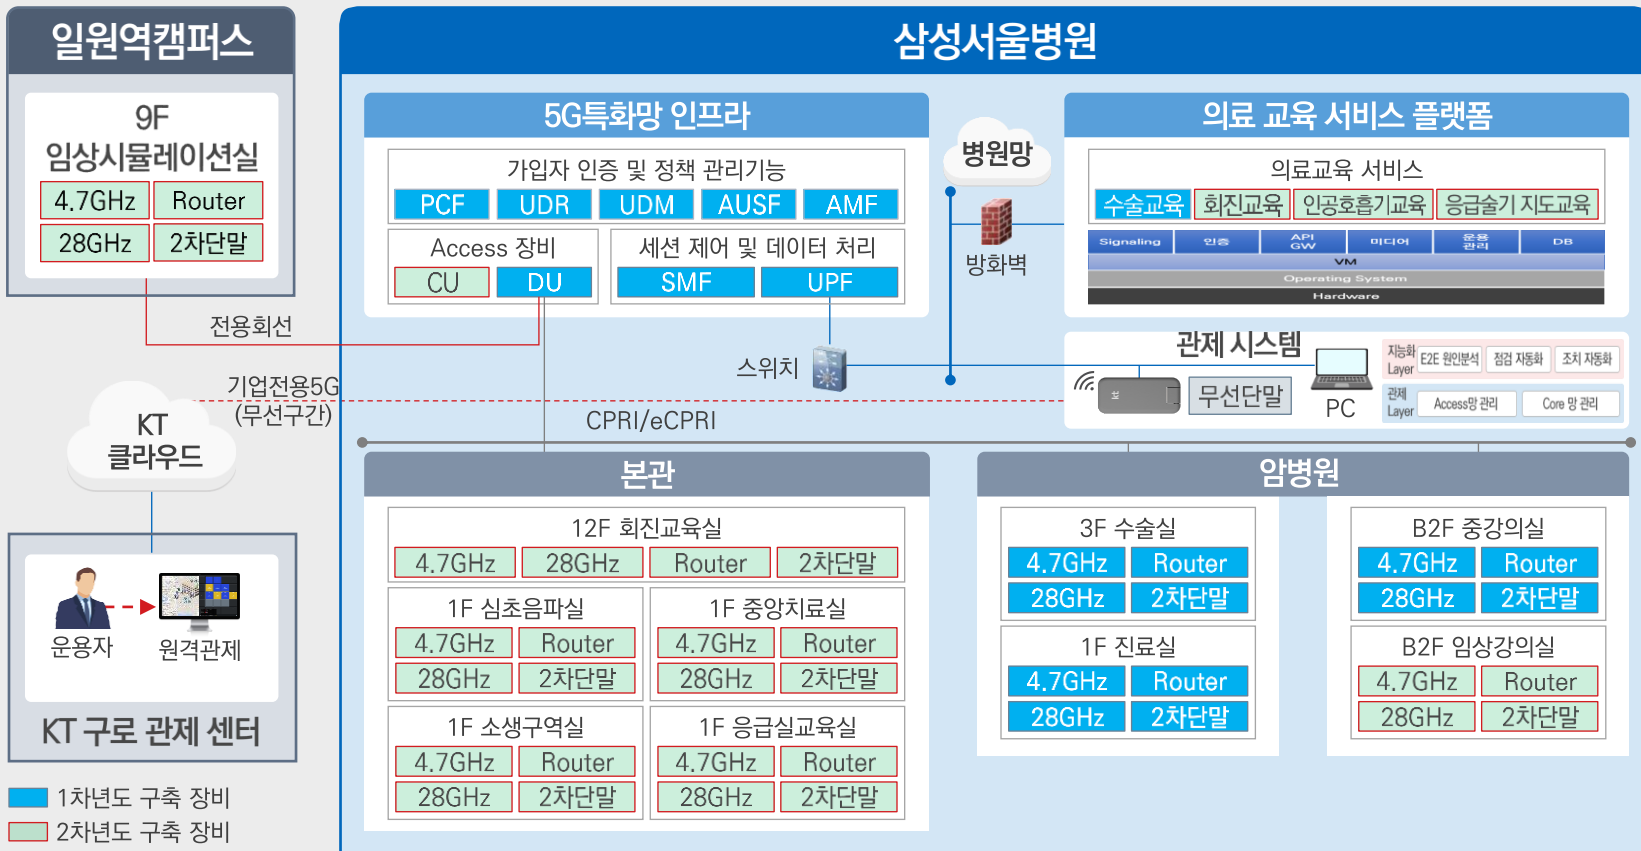 일원역캠퍼스
9F
임상시뮬레이션실
4.7GHz Router
28GHz 2차단말
전용회선
기업전용5G
(무선구간)
KT
클라우드
운용자 원격관제
KT 구로 관제 센터
1차년도 구축 장비
2차년도 구축 장비
삼성서울병원
5G특화망 인프라
가입자 인증 및 정책 관리기능
PCF UDR UDM AUSF AMF
Access 장비
CU DU
세션 제어 및 데이터 처리
SMF UPF
스위치
CPRI/eCPRI
병원망
방화벽
의료 교육 서비스 플랫폼
의료교육 서비스
수술교육 회진교육 인공호흡기교육 응급술기 지도교육
Signaling 인증 API GW 미디어 운용 관리 DB
VM
Operating System
Hardware
관제 시스템
kt
무선단말
PC
지능화 Layer E2E 원인분석 점검 자동화 조치 자동화
관제 Layer Access망 관리 Core 망 관리
본관
12F 회진교육실
4.7GHz 28GHz Router 2차단말
1F 심초음파실
4.7GHz Router
28GHz 2차단말
1F 중앙치료실
4.7GHz Router
28GHz 2차단말
1F 소생구역실
4.7GHz Router
28GHz 2차단말
1F 응급실교육실
4.7GHz Router
28GHz 2차단말
암병원
3F 수술실
4.7GHz Router
28GHz 2차단말
1F 진료실
4.7GHz Router
28GHz 2차단말
B2F 중강의실
4.7GHz Router
28GHz 2차단말
B2F 임상강의실
4.7GHz Router
28GHz 2차단말